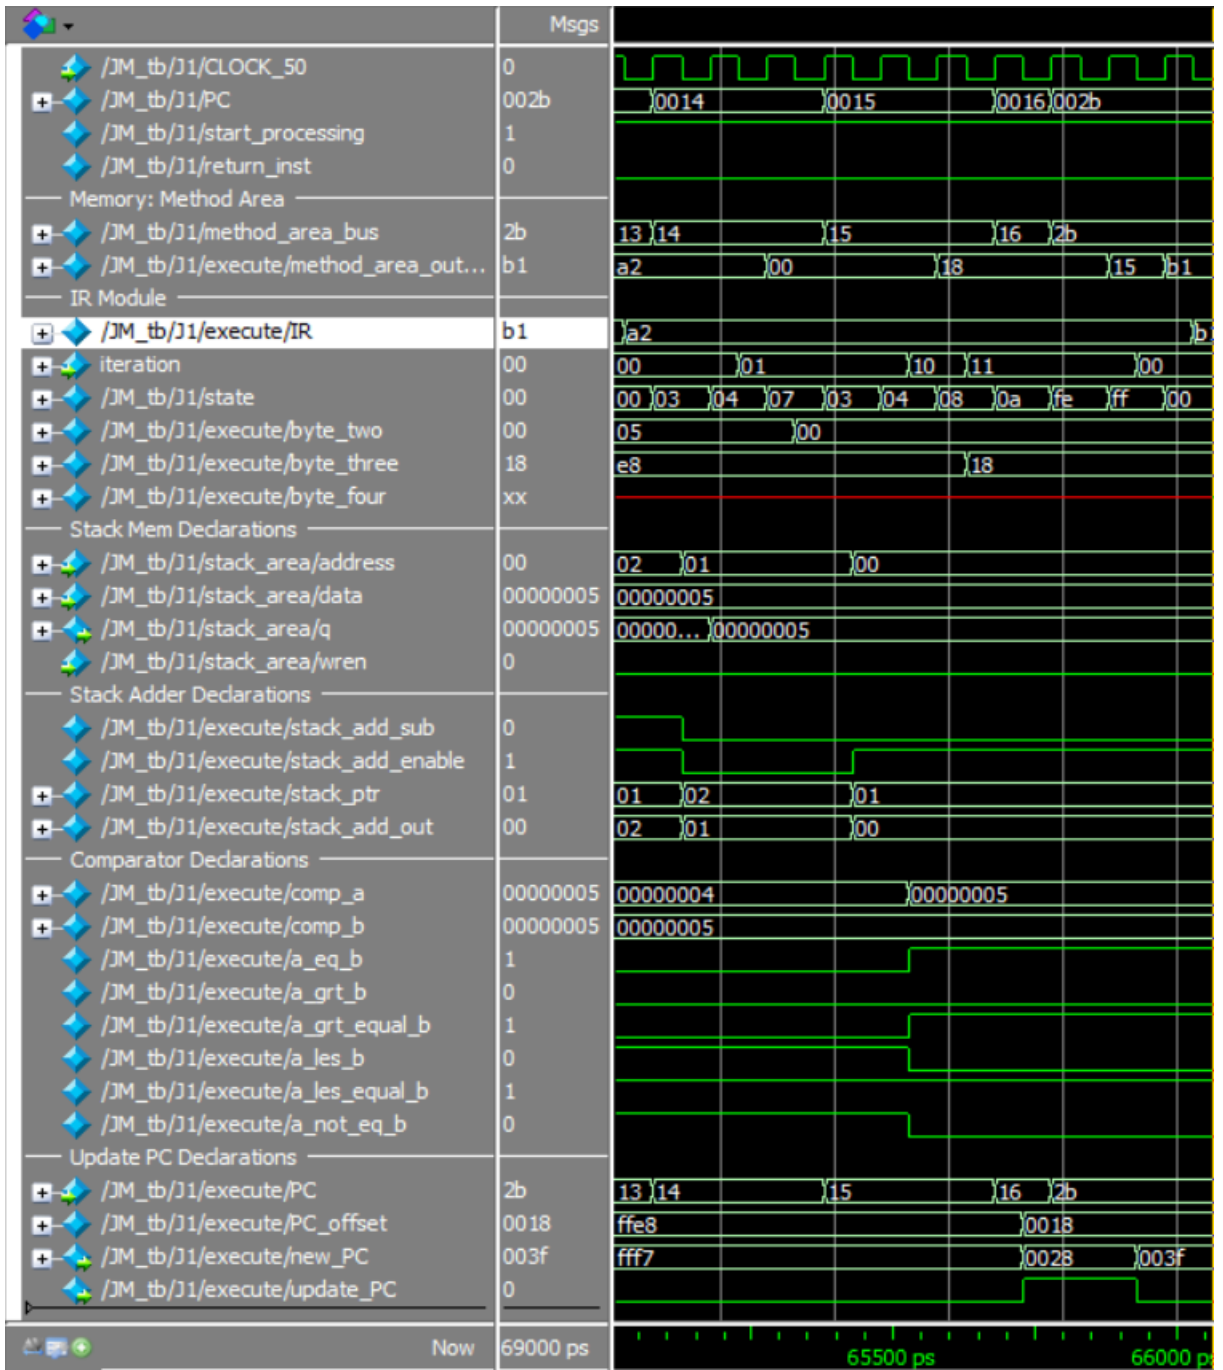 Msgs
/JM_tb/J1/CLOCK_50 0
/JM_tb/J1/PC 002b 0014 0015 0016 002b
/JM_tb/J1/start_processing 1
/JM_tb/J1/return_inst 0
Memory: Method Area
/JM_tb/J1/method_area_bus 2b 13 14 15 16 2b
/JM_tb/J1/execute/method_area_out... b1 a2 00 18 15 b1
IR Module
/JM_tb/J1/execute/IR b1 a2 b
iteration 00 00 01 10 11 00
/JM_tb/J1/state 00 00 03 04 07 03 04 08 0a fe ff 00
/JM_tb/J1/execute/byte_two 00 05 00
/JM_tb/J1/execute/byte_three 18 e8 18
/JM_tb/J1/execute/byte_four xx
Stack Mem Declarations
/JM_tb/J1/stack_area/address 00 02 01 00
/JM_tb/J1/stack_area/data 00000005 00000005
/JM_tb/J1/stack_area/q 00000005 00000... 00000005
/JM_tb/J1/stack_area/wren 0
Stack Adder Declarations
/JM_tb/J1/execute/stack_add_sub 0
/JM_tb/J1/execute/stack_add_enable 1
/JM_tb/J1/execute/stack_ptr 01 01 02 01
/JM_tb/J1/execute/stack_add_out 00 02 01 00
Comparator Declarations
/JM_tb/J1/execute/comp_a 00000005 00000004 00000005
/JM_tb/J1/execute/comp_b 00000005 00000005
/JM_tb/J1/execute/a_eq_b 1
/JM_tb/J1/execute/a_grt_b 0
/JM_tb/J1/execute/a_grt_equal_b 1
/JM_tb/J1/execute/a_les_b 0
/JM_tb/J1/execute/a_les_equal_b 1
/JM_tb/J1/execute/a_not_eq_b 0
Update PC Declarations
/JM_tb/J1/execute/PC 2b 13 14 15 16 2b
/JM_tb/J1/execute/PC_offset 0018 ffe8 0018
/JM_tb/J1/execute/new_PC 003f fff7 0028 003f
/JM_tb/J1/execute/update_PC 0
Now 69000 ps 65500 ps 66000 ps